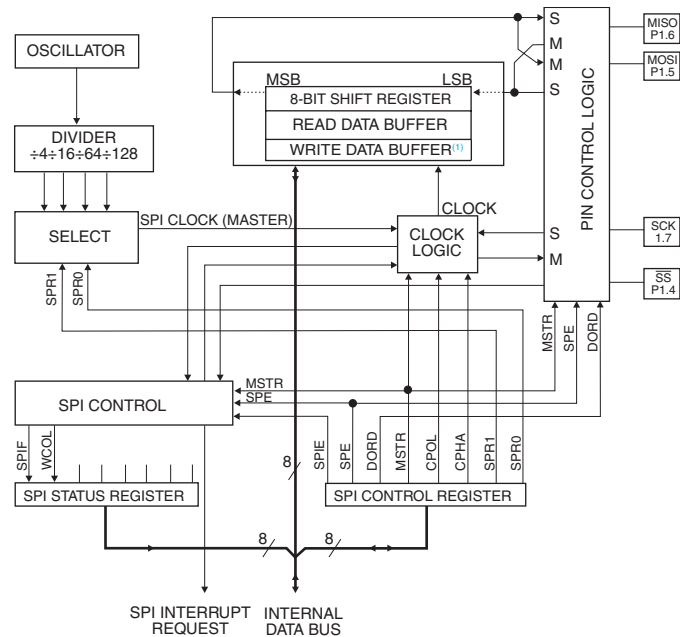 OSCILLATOR
DIVIDER
÷4÷16÷64÷128
SELECT
SPI CLOCK (MASTER)
SPR1
SPR0
MSB
LSB
8-BIT SHIFT REGISTER
READ DATA BUFFER
WRITE DATA BUFFER(1)
CLOCK
CLOCK
LOGIC
S
M
M
S
S
M
PIN CONTROL LOGIC
MISO
P1.6
MOSI
P1.5
SCK
1.7
SS
P1.4
MSTR
SPE
DORD
SPI CONTROL
MSTR
SPE
SPIF
WCOL
SPI STATUS REGISTER
8
SPIE
SPE
DORD
MSTR
CPOL
CPHA
SPR1
SPR0
SPI CONTROL REGISTER
8
8
SPI INTERRUPT
REQUEST
INTERNAL
DATA BUS